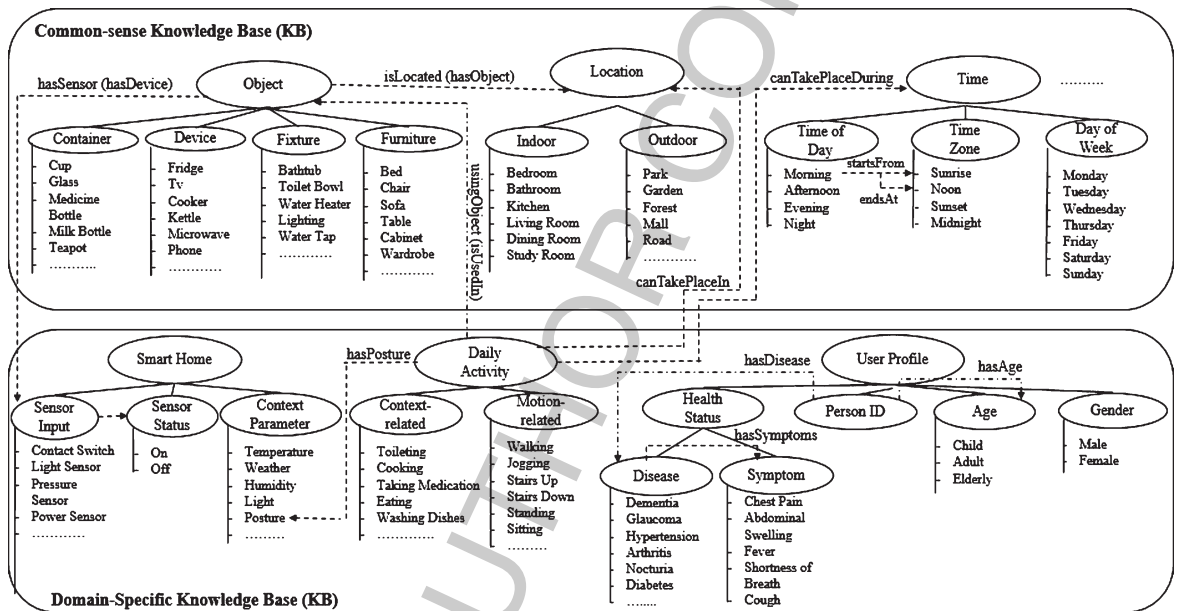 Common-sense Knowledge Base (KB)
hasSensor (hasDevice)
Object
isLocated (hasObject)
Location
canTakePlaceDuring
Time
..........
Container
Cup
Glass
Medicine
Bottle
Milk Bottle
Teapot
..............
Device
Fridge
Tv
Cooker
Kettle
Microwave
Phone
..............
Fixture
Bathtub
Toilet Bowl
Water Heater
Lighting
Water Tap
..............
Furniture
Bed
Chair
Sofa
Table
Cabinet
Wardrobe
..............
usingObject (isUsedIn)
Indoor
Bedroom
Bathroom
Kitchen
Living Room
Dining Room
Study Room
Outdoor
Park
Garden
Forest
Mall
Road
..............
canTakePlaceIn
Time of
Day
Morning
Afternoon
Evening
Night
startsFrom
endsAt
Time
Zone
Sunrise
Noon
Sunset
Midnight
Day of
Week
Monday
Tuesday
Wednesday
Thursday
Friday
Saturday
Sunday
Smart Home
hasPosture
Daily
Activity
hasDisease
User Profile
hasAge
Sensor
Input
Contact Switch
Light Sensor
Pressure
Sensor
Power Sensor
..............
Sensor
Status
On
Off
Context
Parameter
Temperature
Weather
Humidity
Light
Posture
..........
Context-
related
Toileting
Cooking
Taking Medication
Eating
Washing Dishes
..............
Motion-
related
Walking
Jogging
Stairs Up
Stairs Down
Standing
Sitting
..........
Health
Status
hasSymptoms
Person ID
Age
Child
Adult
Elderly
Gender
Male
Female
Disease
Dementia
Glaucoma
Hypertension
Arthritis
Nocturia
Diabetes
..........
Symptom
Chest Pain
Abdominal
Swelling
Fever
Shortness of
Breath
Cough
Domain-Specific Knowledge Base (KB)
UTHOR CO